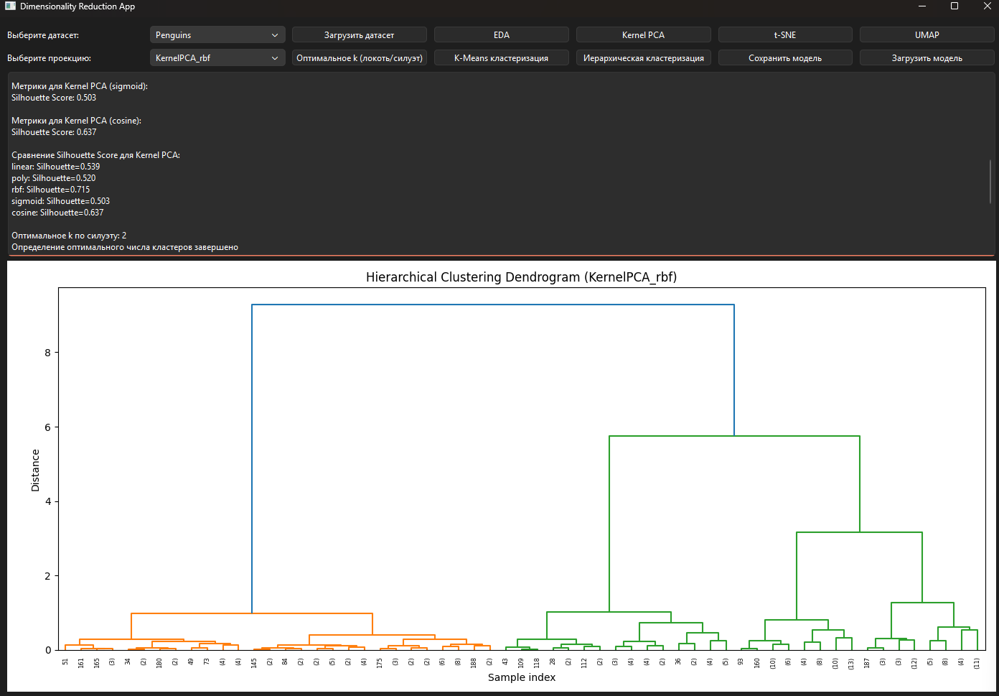 Dimensionality Reduction App
Выберите датасет:
Penguins
Загрузить датасет
EDA
Kernel PCA
t-SNE
UMAP
Выберите проекцию:
KernelPCA_rbf
Оптимальное k (локоть/силуэт)
K-Means кластеризация
Иерархическая кластеризация
Сохранить модель
Загрузить модель
Метрики для Kernel PCA (sigmoid):
Silhouette Score: 0.503
Метрики для Kernel PCA (cosine):
Silhouette Score: 0.637
Сравнение Silhouette Score для Kernel PCA:
linear: Silhouette=0.539
poly: Silhouette=0.520
rbf: Silhouette=0.715
sigmoid: Silhouette=0.503
cosine: Silhouette=0.637
Оптимальное k по силуэту: 2
Определение оптимального числа кластеров завершено
Hierarchical Clustering Dendrogram (KernelPCA_rbf)
8
6
4
2
0
Distance
51 161 165 (3) 34 (2) 180 (2) 49 73 (4) (4) 145 (2) 84 (2) (2) (5) (2) (4) 175 (3) (2) (2) (6) (8) 188 (2) 43 109 118 28 (2) 112 (2) (3) (4) (4) (2) 36 (2) (4) (5) 93 160 (10) (6) (4) (8) (10) (13) 187 (3) (3) (12) (5) (8) (4) (11)
Sample index